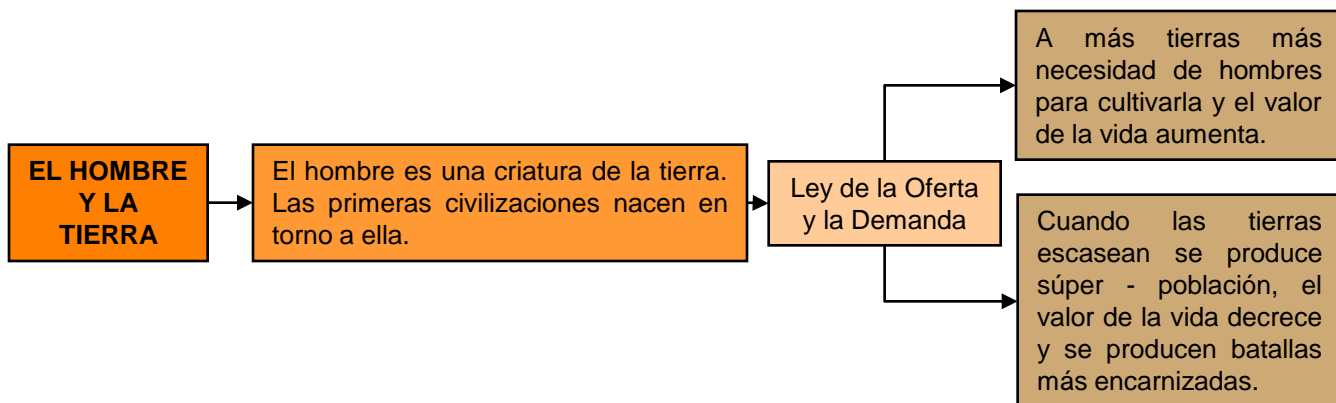 EL HOMBRE
Y LA
TIERRA
El hombre es una criatura de la tierra.
Las primeras civilizaciones nacen en
torno a ella.
Ley de la Oferta
y la Demanda
A más tierras más
necesidad de hombres
para cultivarla y el valor
de la vida aumenta.
Cuando las tierras
escasean se produce
súper - población, el
valor de la vida decrece
y se producen batallas
más encarnizadas.